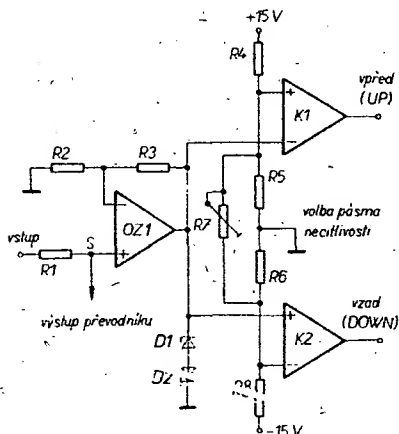 +15 V
R4
vpřed
(UP)
+
K1
-
R2
R3
R5
R7
volba pásma
necitlivosti
-
OZ1
vstup
S
+
R1
R6
výstup převodníku
vzad
(DOWN)
+
K2
-
D1
D2
-15 V